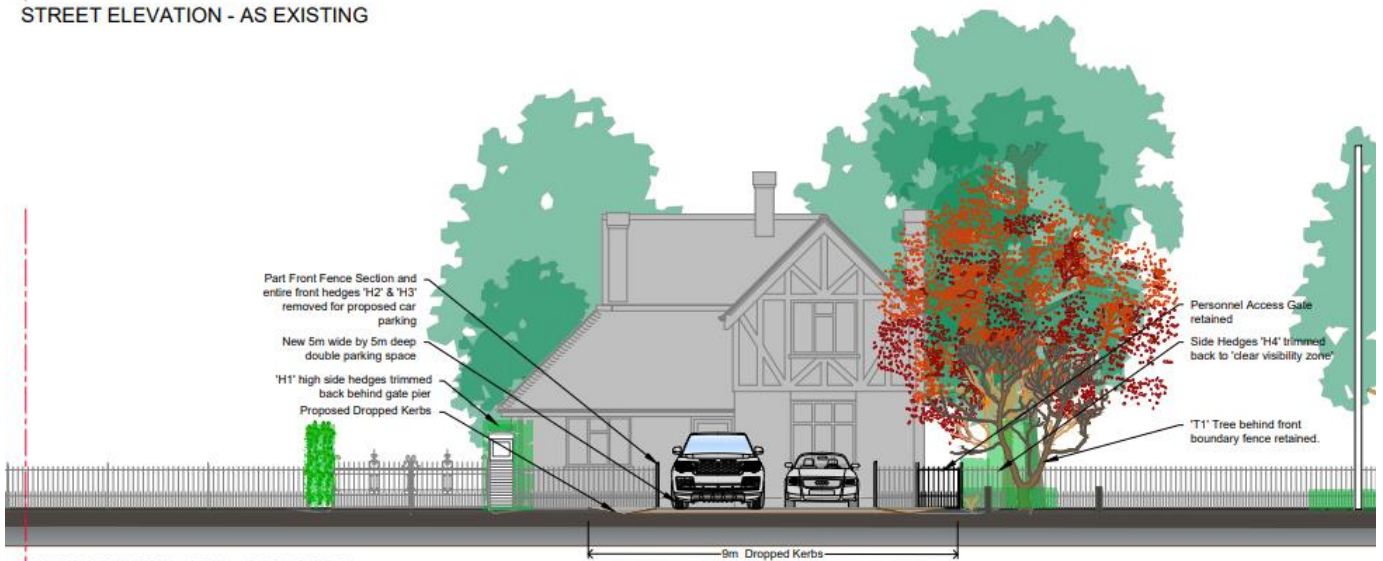 STREET ELEVATION - AS EXISTING
Part Front Fence Section and
entire front hedges 'H2' & 'H3'
removed for proposed car
parking
New 5m wide by 5m deep
double parking space
'H1' high side hedges trimmed
back behind gate pier
Proposed Dropped Kerbs
Personnel Access Gate
retained
Side Hedges 'H4' trimmed
back to 'clear visibility zone'
'T1' Tree behind front
boundary fence retained.
9m Dropped Kerbs